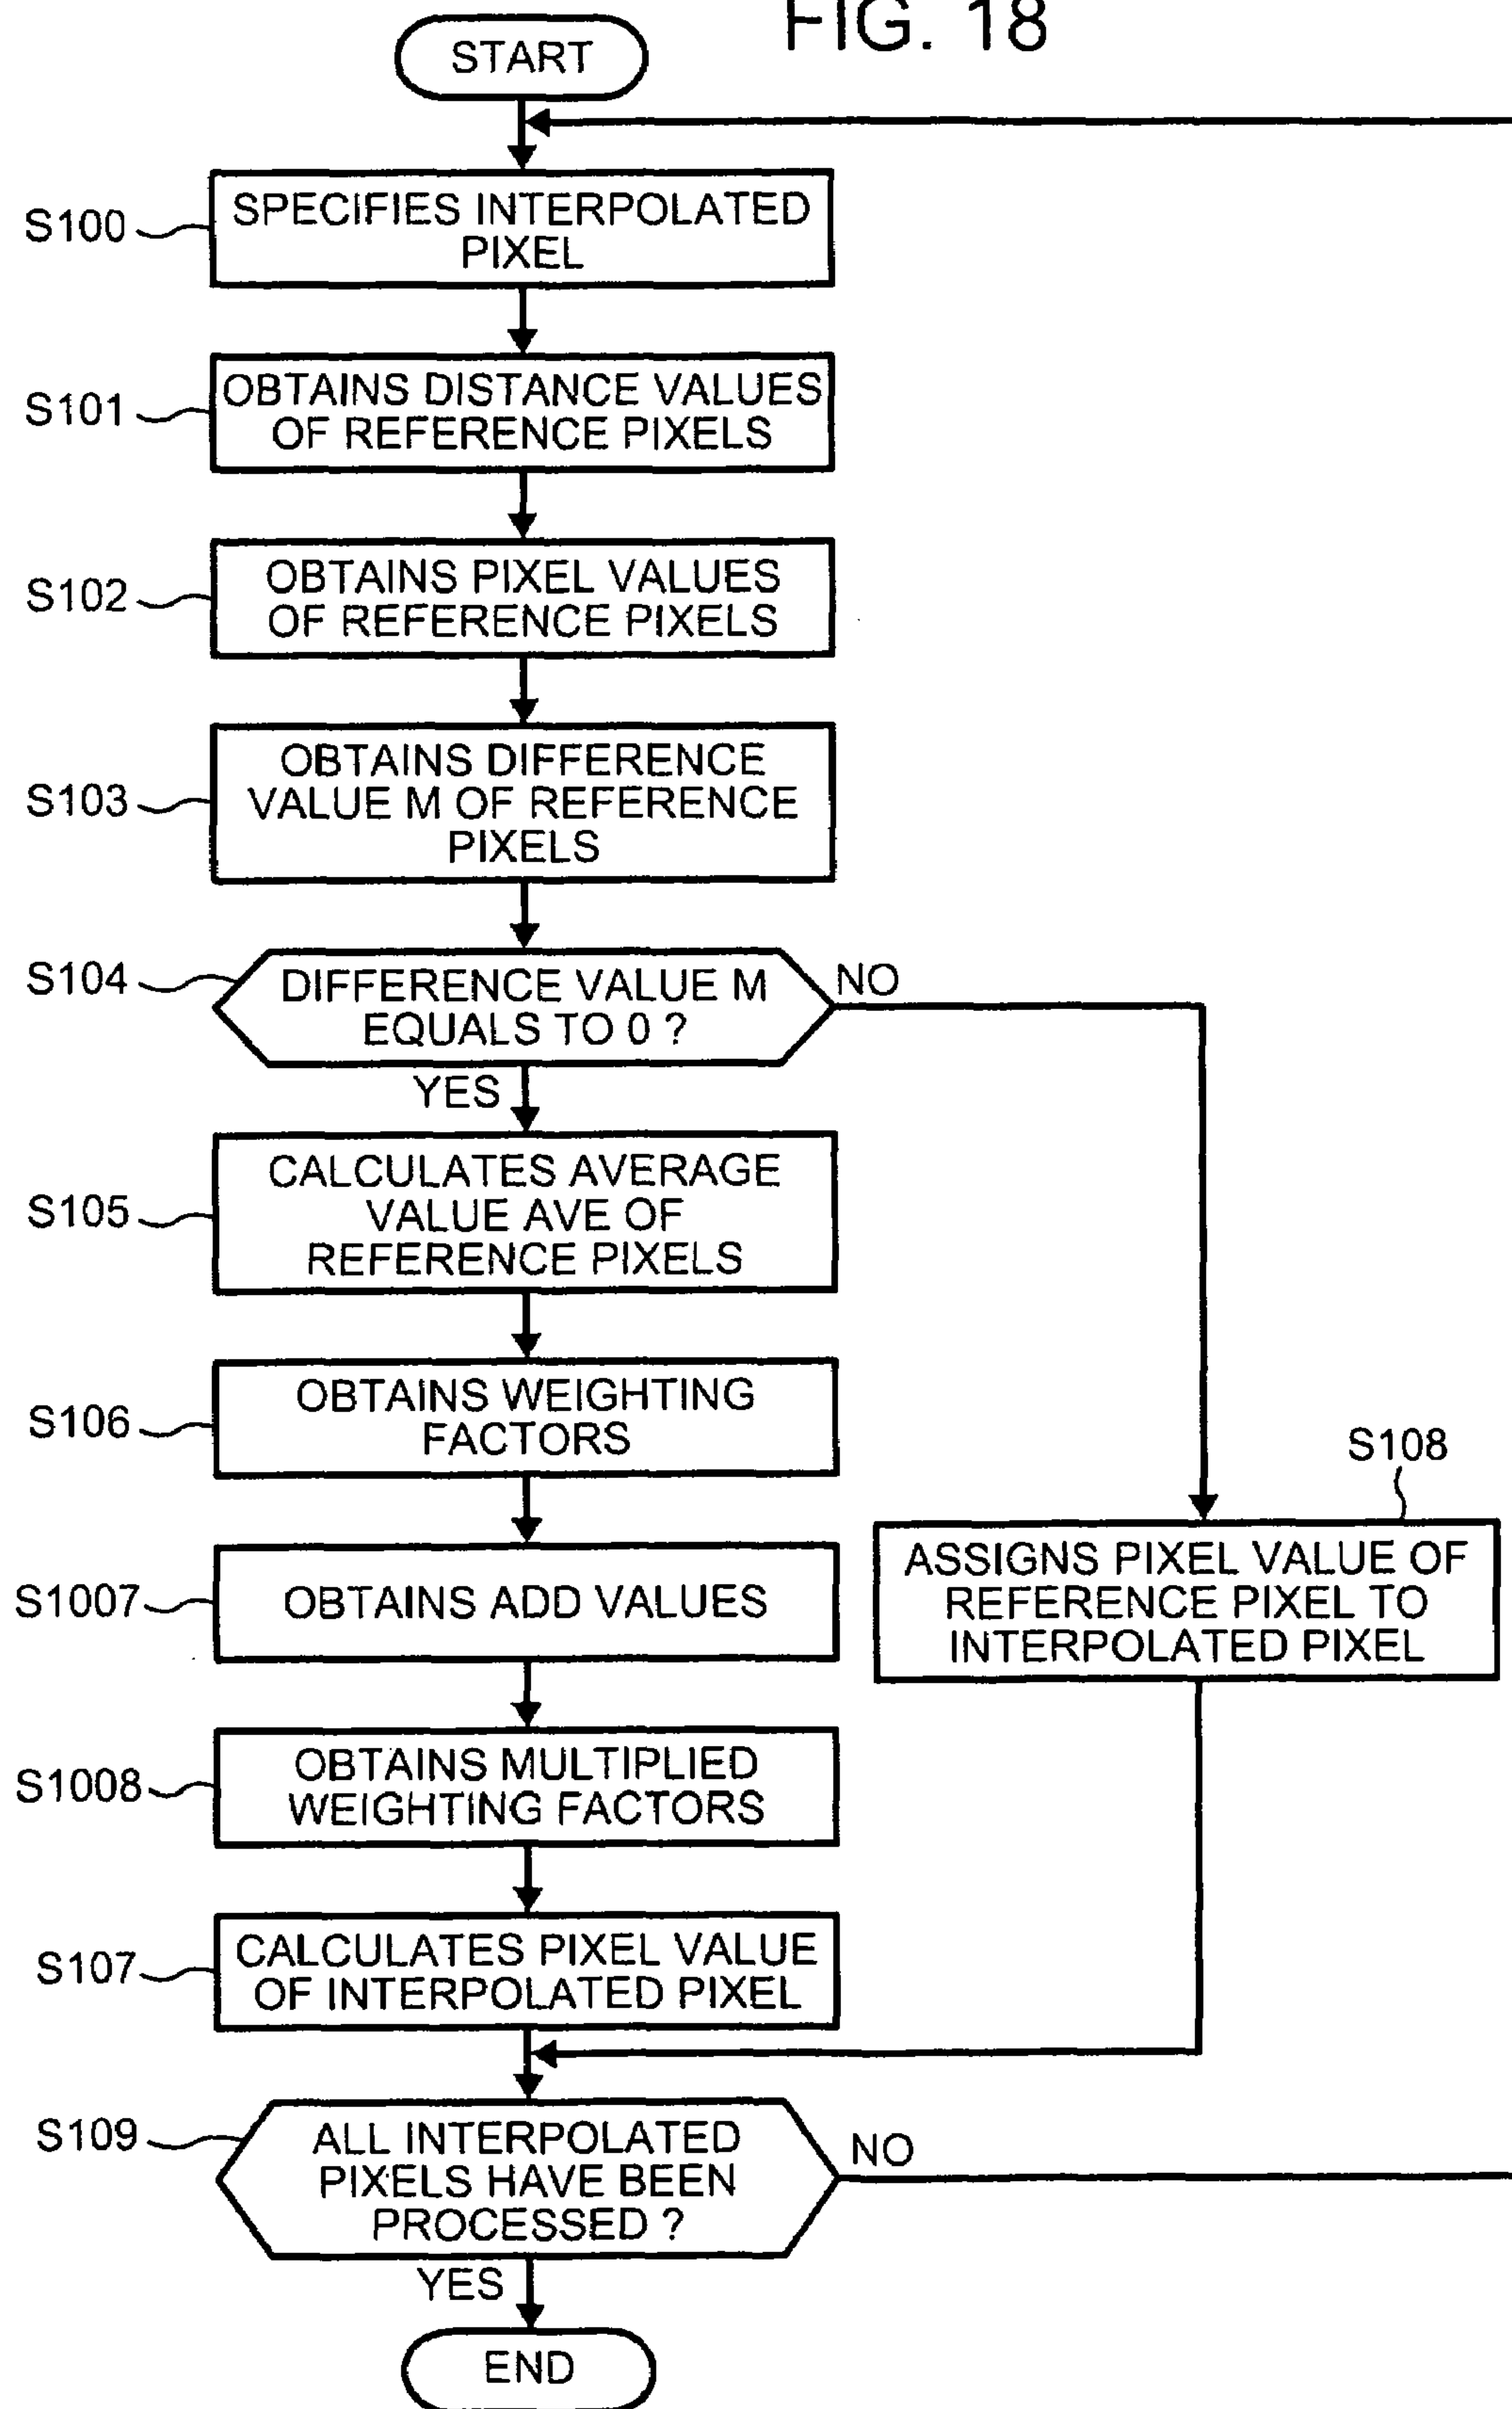 FIG. 18
START
S100
SPECIFIES INTERPOLATED
PIXEL
S101
OBTAINS DISTANCE VALUES
OF REFERENCE PIXELS
S102
OBTAINS PIXEL VALUES
OF REFERENCE PIXELS
S103
OBTAINS DIFFERENCE
VALUE M OF REFERENCE
PIXELS
S104
DIFFERENCE VALUE M
EQUALS TO 0 ?
NO
YES
S105
CALCULATES AVERAGE
VALUE AVE OF
REFERENCE PIXELS
S106
OBTAINS WEIGHTING
FACTORS
S108
ASSIGNS PIXEL VALUE OF
REFERENCE PIXEL TO
INTERPOLATED PIXEL
S1007
OBTAINS ADD VALUES
S1008
OBTAINS MULTIPLIED
WEIGHTING FACTORS
S107
CALCULATES PIXEL VALUE
OF INTERPOLATED PIXEL
S109
ALL INTERPOLATED
PIXELS HAVE BEEN
PROCESSED ?
NO
YES
END